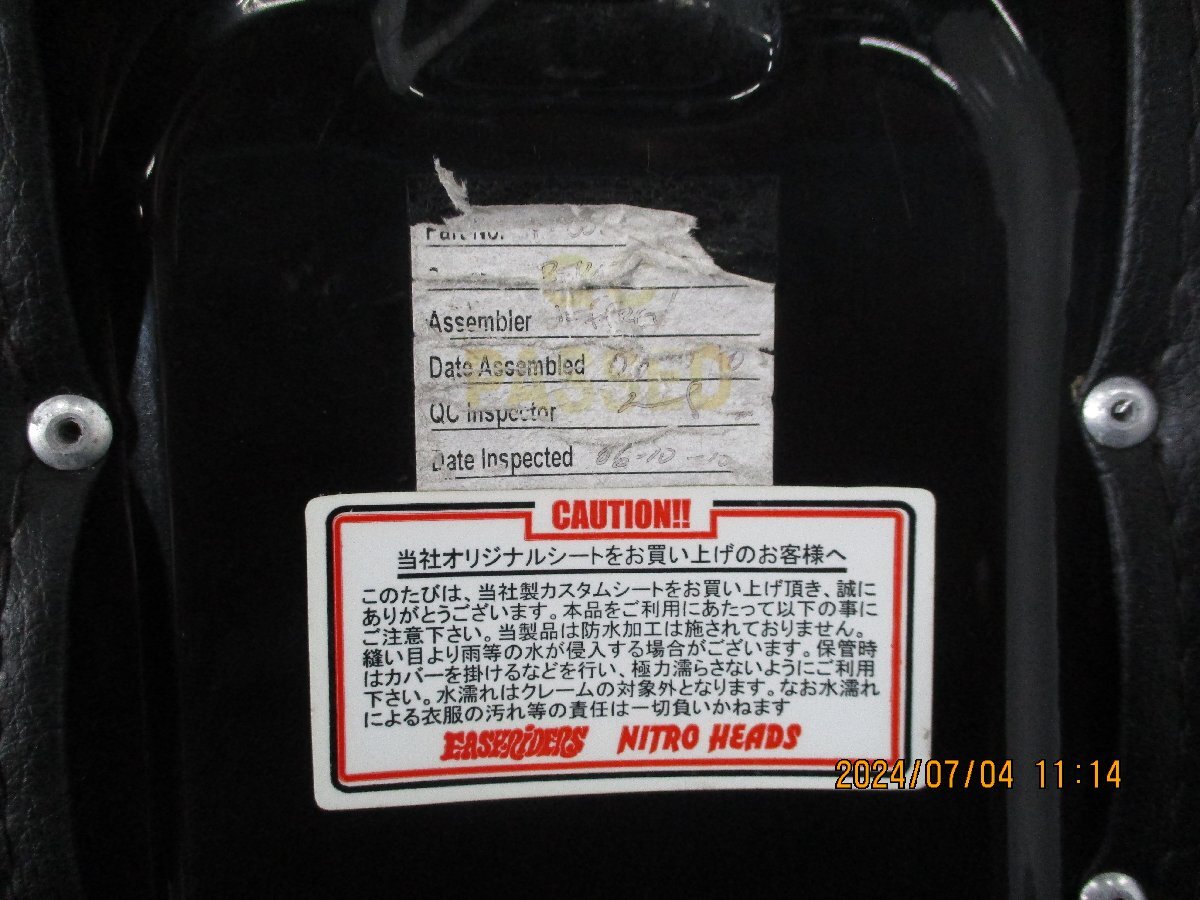 Part No.
Assembler
Date Assembled
PASSED
QC Inspector
Date Inspected 06-10-10
CAUTION!!
当社オリジナルシートをお買い上げのお客様へ
このたびは、当社製カスタムシートをお買い上げ頂き、誠に
ありがとうございます。本品をご利用にあたって以下の事に
ご注意下さい。当製品は防水加工は施されておりません。
縫い目より雨等の水が侵入する場合がございます。保管時
はカバーを掛けるなどを行い、極力濡らさないようにご利用
下さい。水濡れはクレームの対象外となります。なお水濡れ
による衣服の汚れ等の責任は一切負いかねます
EASYRIDERS NITRO HEADS
2024/07/04 11:14